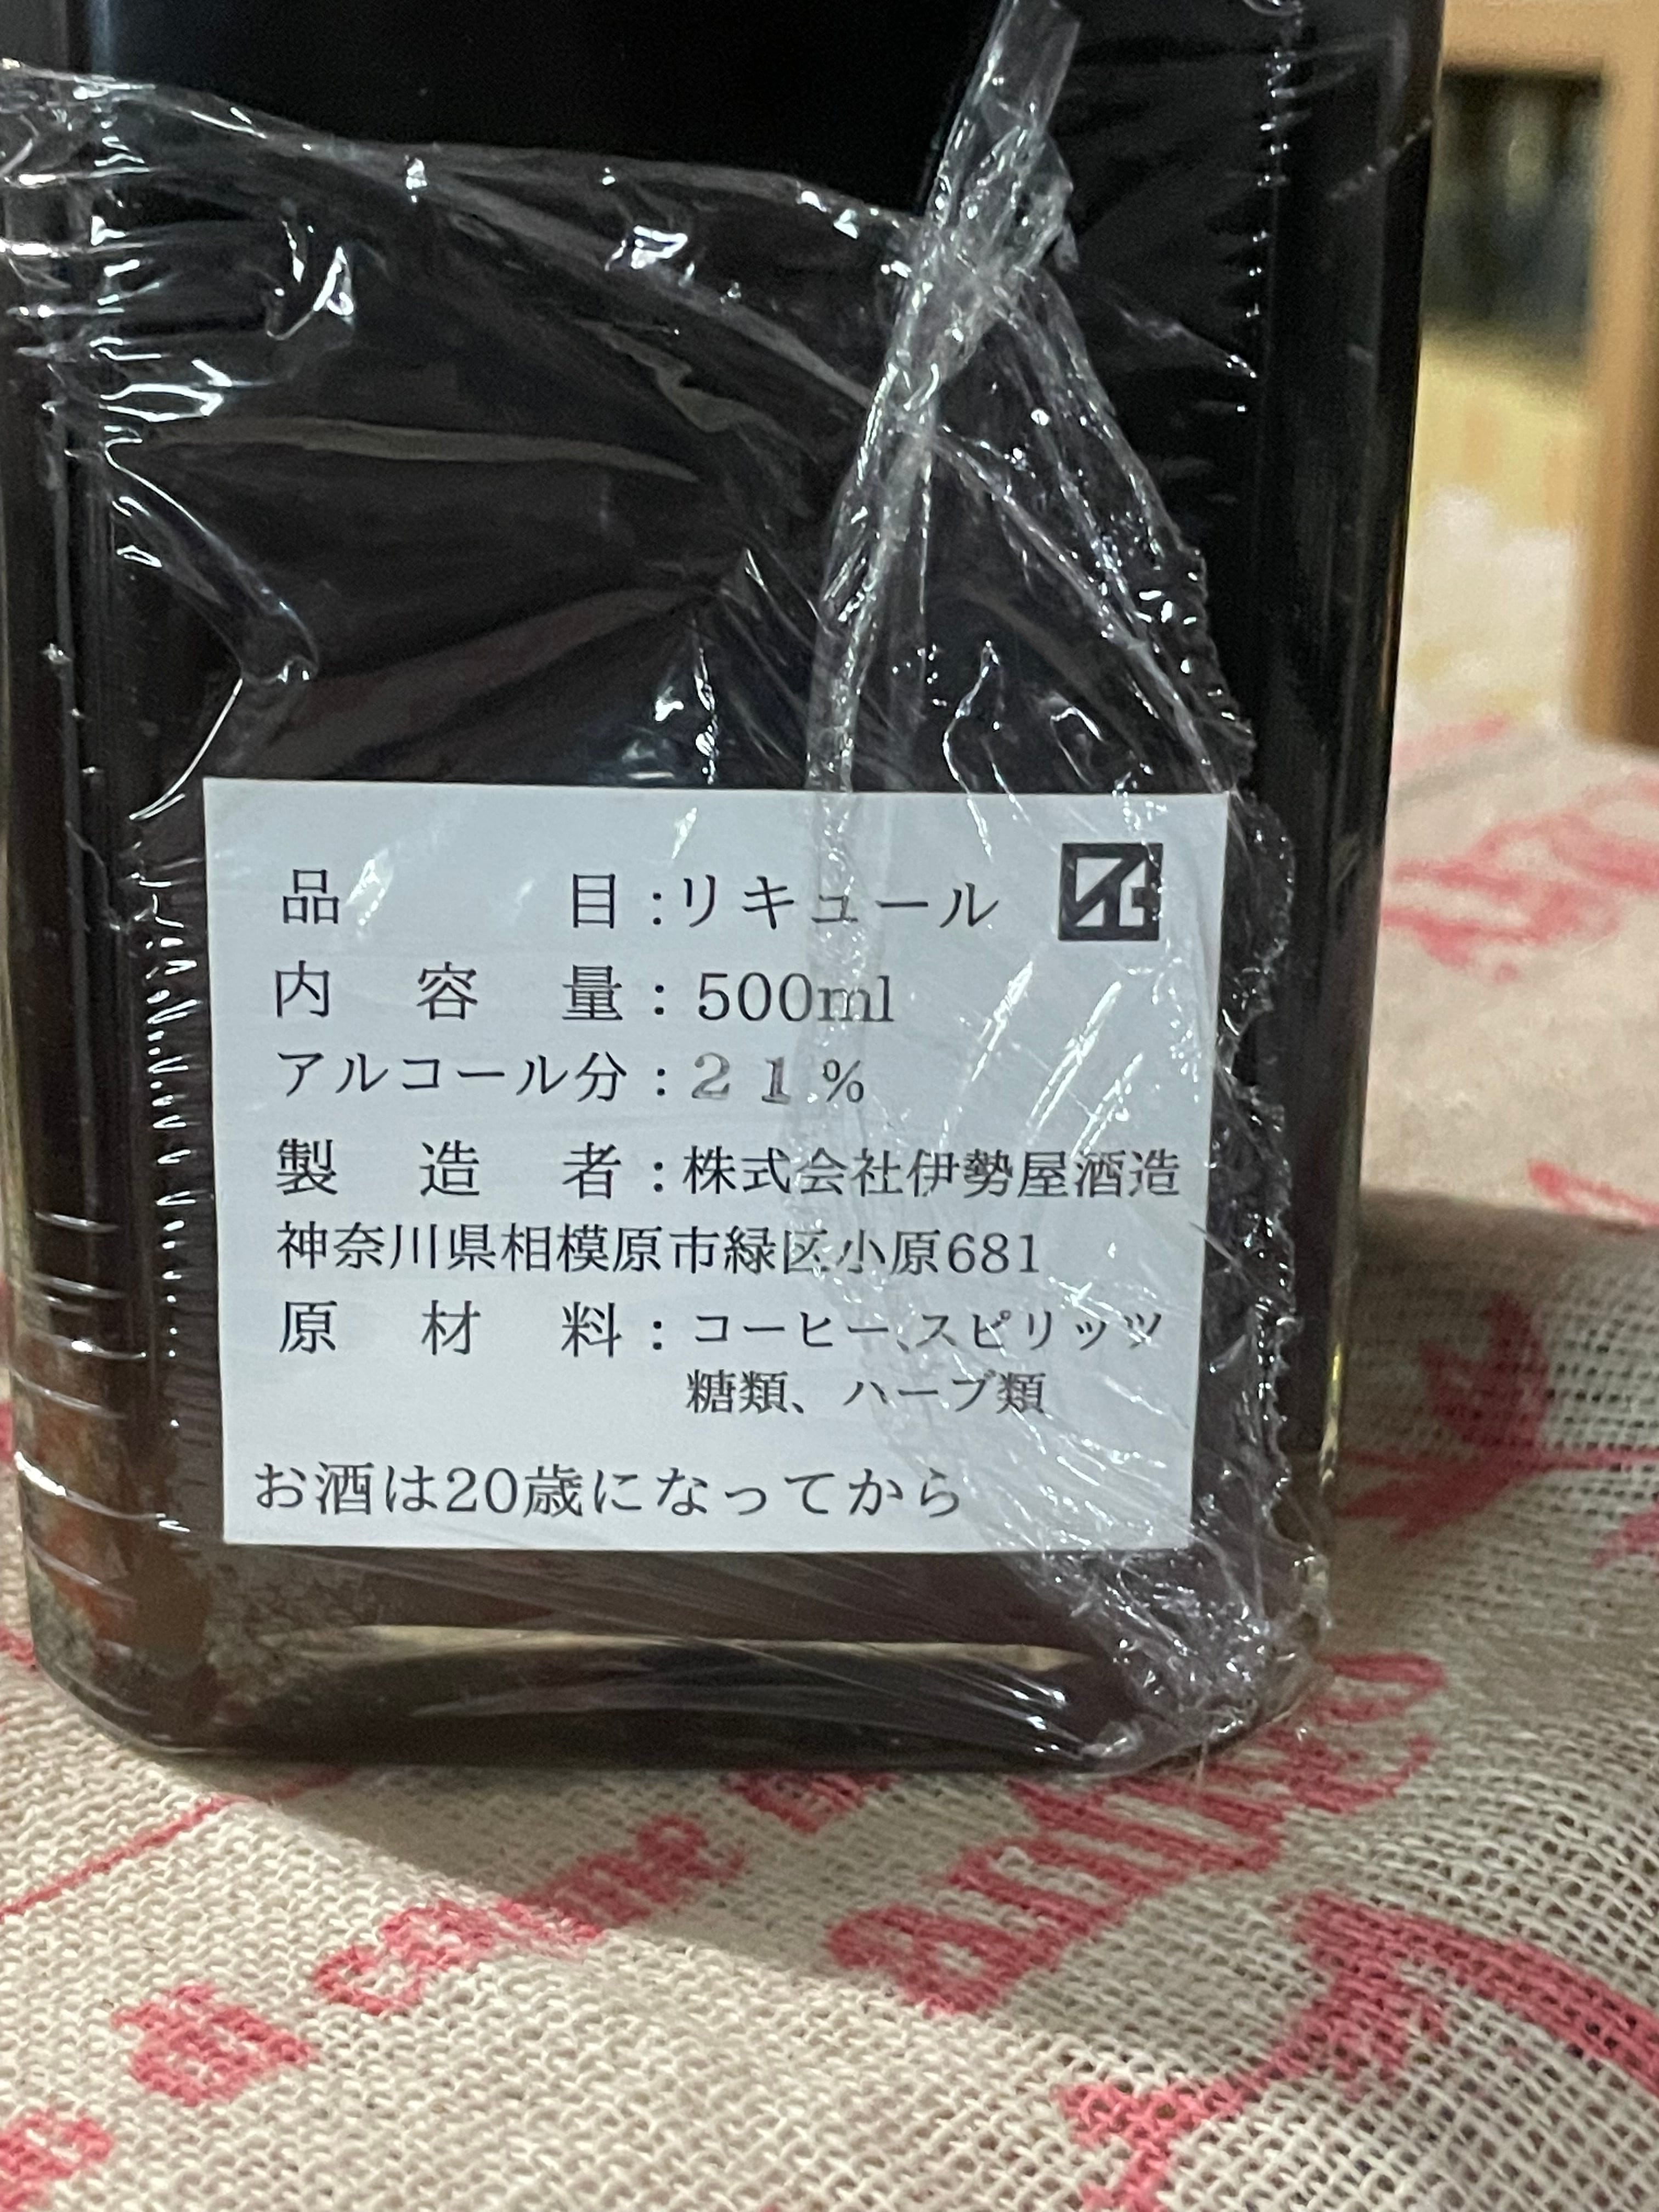 品目:リキュール
内容量:500ml
アルコール分:21%
製造者:株式会社伊勢屋酒造
神奈川県相模原市緑区小原681
原材料:コーヒー、スピリッツ
糖類、ハーブ類
お酒は20歳になってから